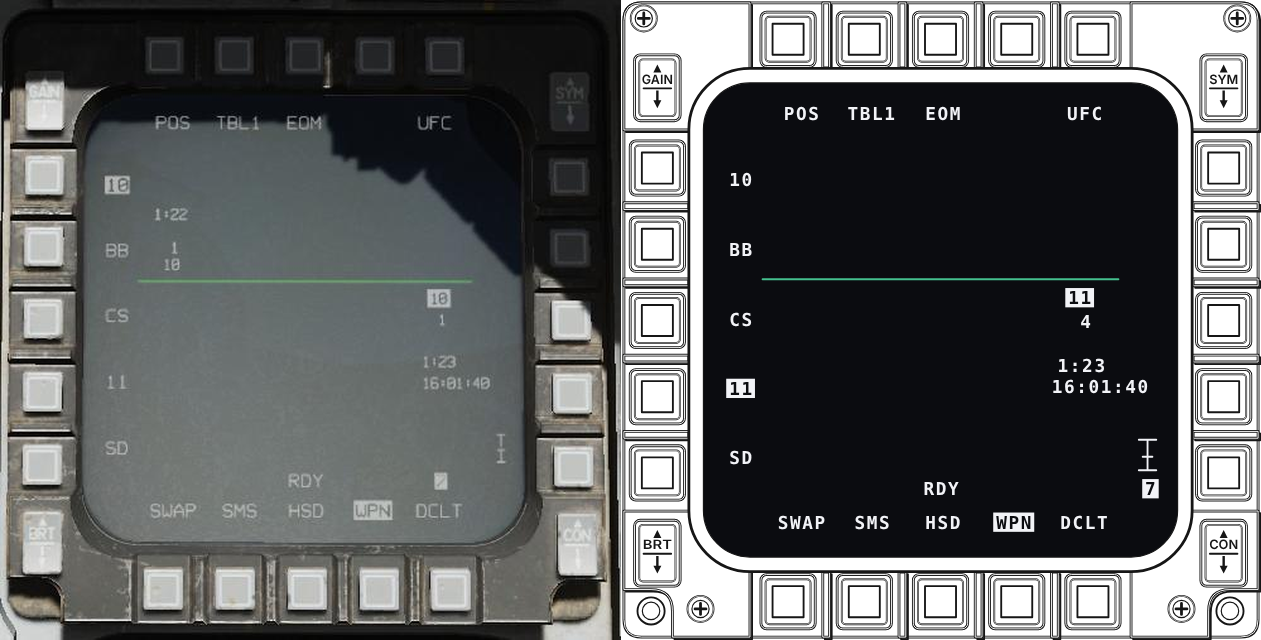 GAIN
SYM
POS TBL1 EOM UFC
10
1:22
BB
1
10
10
CS
1
1:23
16:01:40
11
SD
RDY
SWAP SMS HSD WPN DCLT
BRT
CON
GAIN
SYM
POS TBL1 EOM UFC
10
BB
11
CS
4
1:23
11
16:01:40
SD
RDY
7
SWAP SMS HSD WPN DCLT
BRT
CON